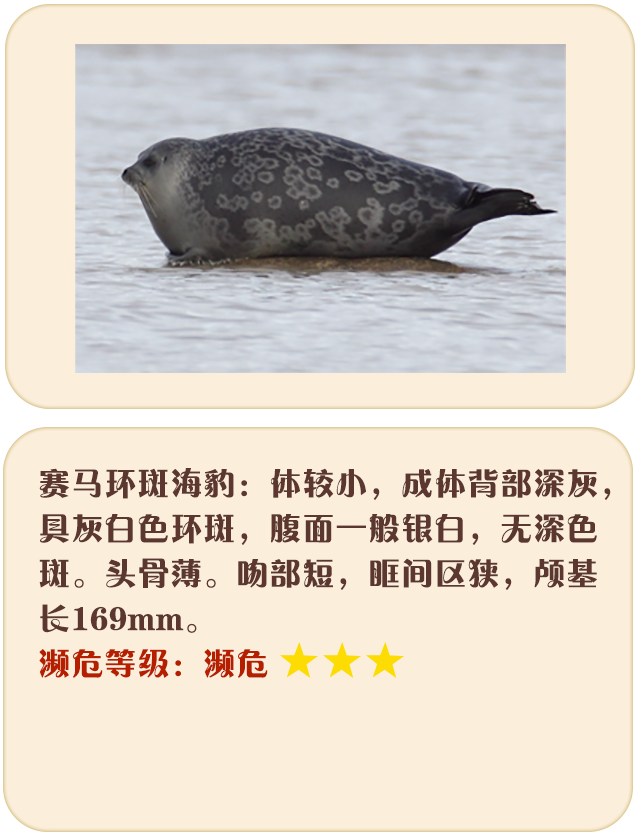 赛马环斑海豹：体较小，成体背部深灰，
具灰白色环斑，腹面一般银白，无深色
斑。头骨薄。吻部短，眶间区狭，颅基
长169mm。
濒危等级：濒危